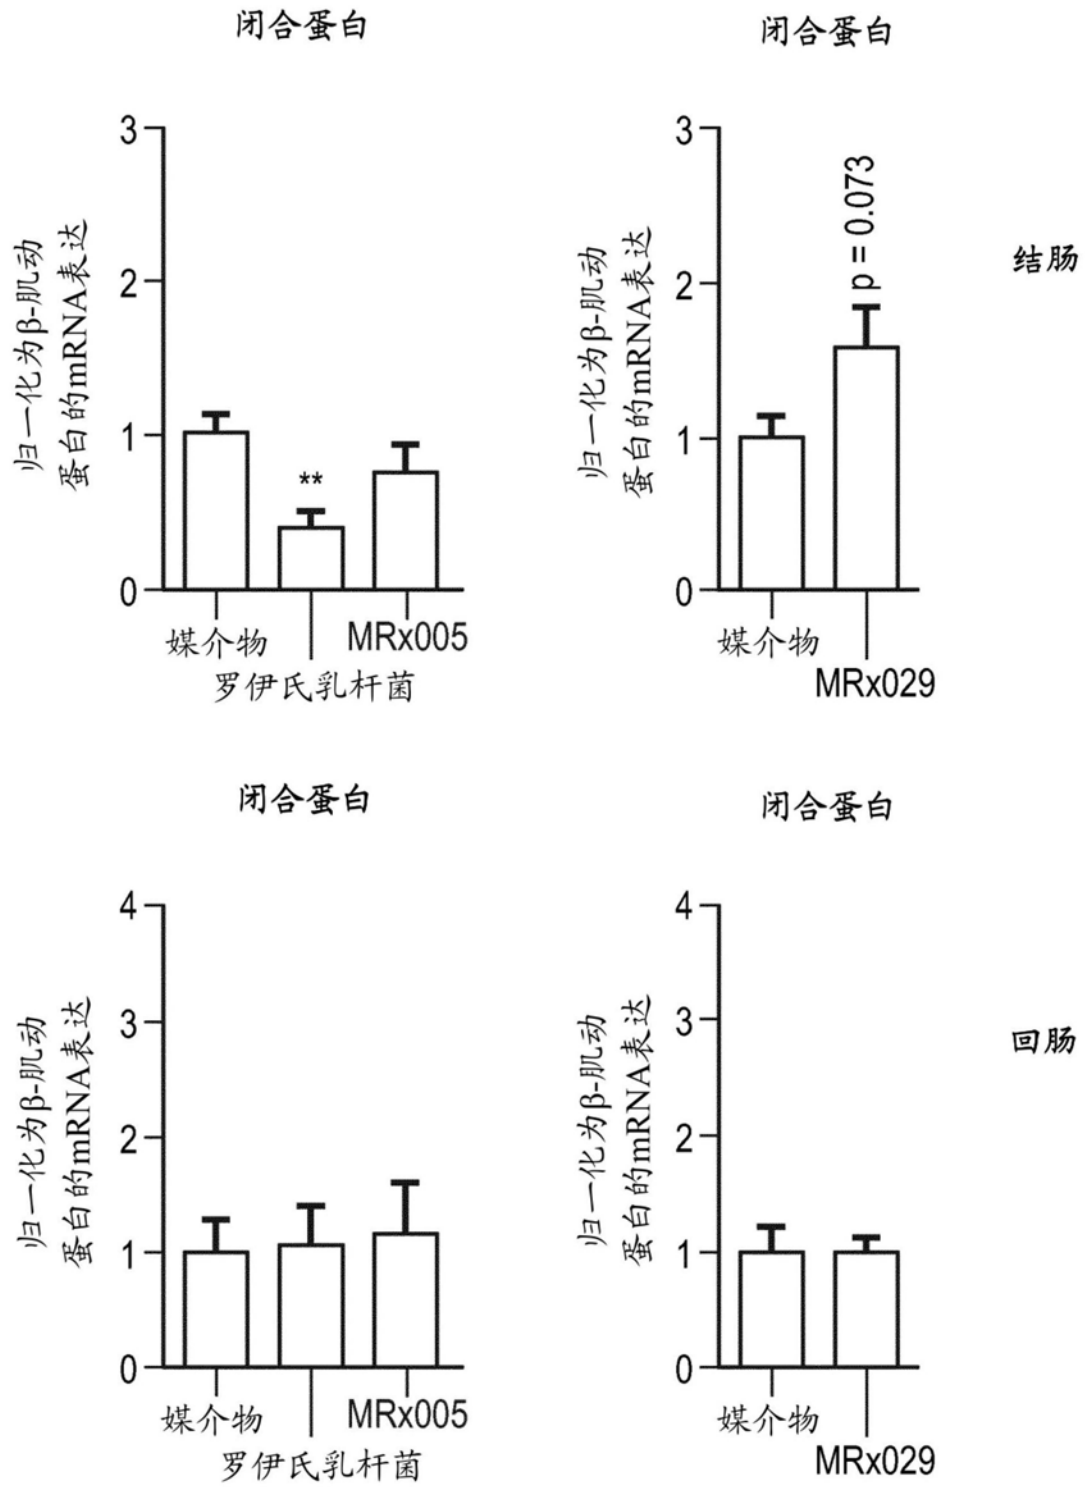 闭合蛋白
归一化为β-肌动
蛋白的mRNA表达
3
2
1
0
**
媒介物
罗伊氏乳杆菌
MRx005
闭合蛋白
归一化为β-肌动
蛋白的mRNA表达
3
2
1
0
p = 0.073
媒介物
MRx029
结肠
闭合蛋白
归一化为β-肌动
蛋白的mRNA表达
4
3
2
1
0
媒介物
罗伊氏乳杆菌
MRx005
闭合蛋白
归一化为β-肌动
蛋白的mRNA表达
4
3
2
1
0
媒介物
MRx029
回肠